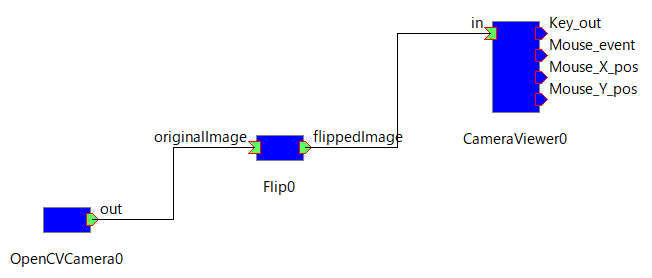 in
Key_out
Mouse_event
Mouse_X_pos
Mouse_Y_pos
CameraViewer0
originalImage
flippedImage
Flip0
out
OpenCVCamera0